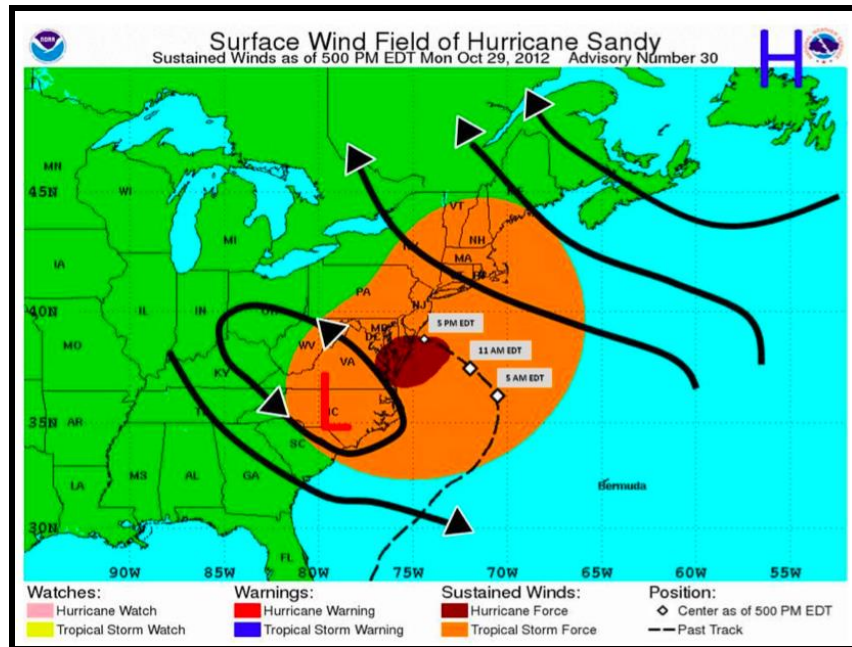 Surface Wind Field of Hurricane Sandy
Sustained Winds as of 500 PM EDT Mon Oct 29, 2012 Advisory Number 30
H
NOAA
MN
WI
MI
VT
NH
MA
45N
IA
PA
NJ
40N
IL
IN
OH
MO
WV
MD
DC
VA
KY
5 PM EDT
11 AM EDT
5 AM EDT
L
AR
SC
35N
LA
MS
AL
GA
Bermuda
30N
FL
90W 85W 80W 75W 70W 65W 60W 55W
Watches: Warnings: Sustained Winds: Position:
Hurricane Watch Hurricane Warning Hurricane Force Center as of 500 PM EDT
Tropical Storm Watch Tropical Storm Warning Tropical Storm Force Past Track